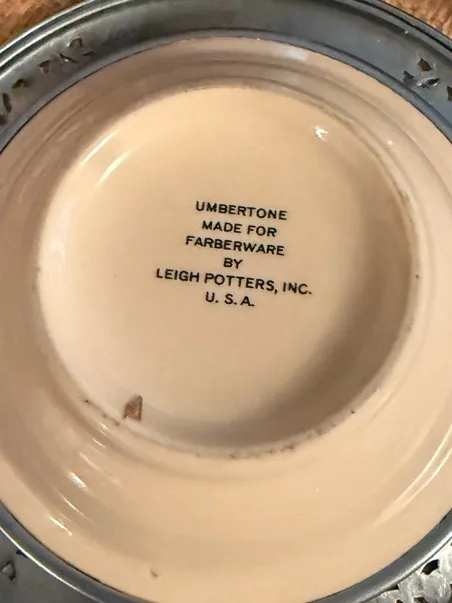 UMBERTONE
MADE FOR
FARBERWARE
BY
LEIGH POTTERS, INC.
U. S. A.